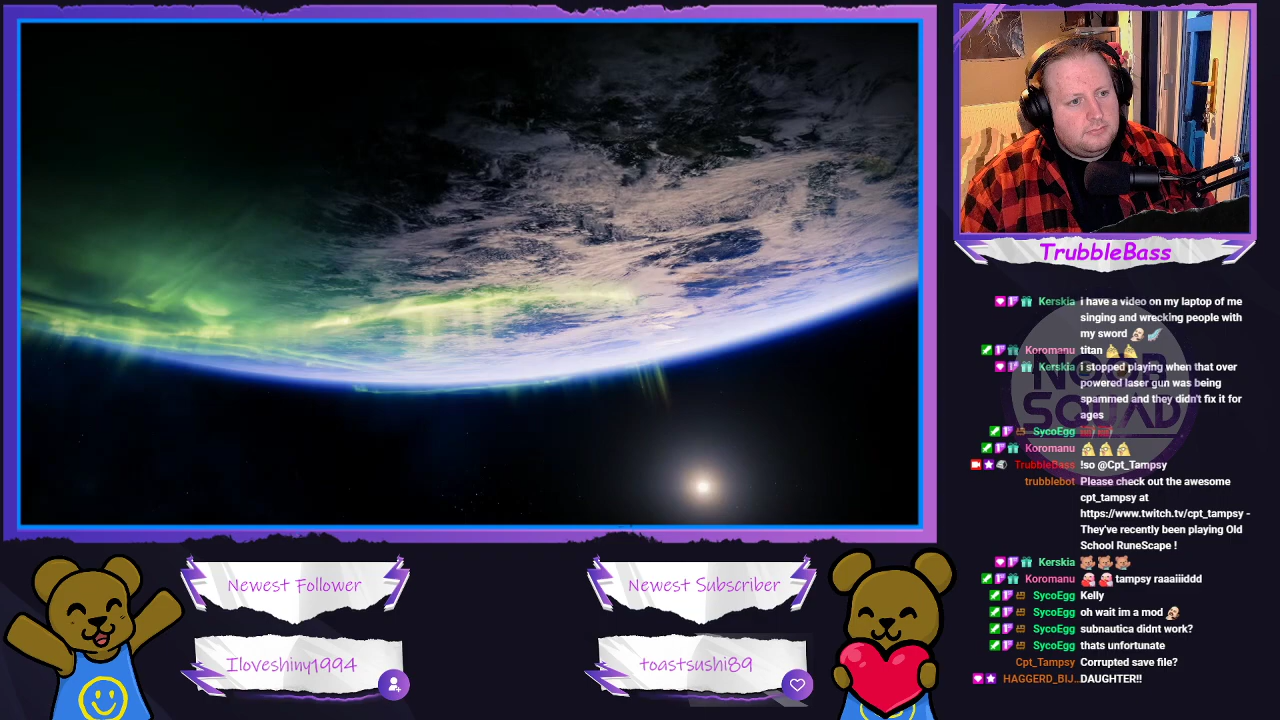 TrubbleBass
Kerskia i have a video on my laptop of me
singing and wrecking people with
my sword
Koromanu titan
Kerskia i stopped playing when that over
powered laser gun was being
spammed and they didn't fix it for
ages
SycoEgg
Koromanu
TrubbleBass !so @Cpt_Tampsy
trubblebot Please check out the awesome
cpt_tampsy at
https://www.twitch.tv/cpt_tampsy -
They've recently been playing Old
School RuneScape !
Kerskia
Koromanu tampsy raaaiiiddd
SycoEgg Kelly
SycoEgg oh wait im a mod
SycoEgg subnautica didnt work?
SycoEgg thats unfortunate
Cpt_Tampsy Corrupted save file?
HAGGERD_BIJ... DAUGHTER!!
NOOB
SQUAD
Newest Follower
Iloveshiny1994
Newest Subscriber
toastsushi89